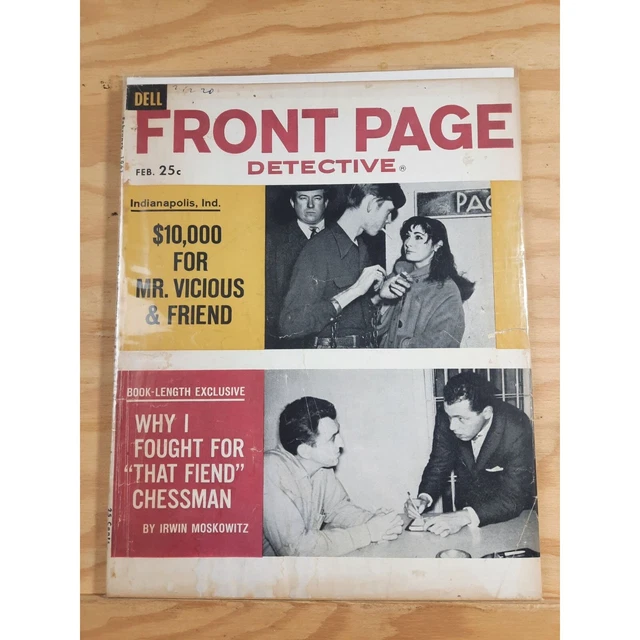 DELL
FRONT PAGE
DETECTIVE®
FEB. 25c
Indianapolis, Ind.
$10,000
FOR
MR. VICIOUS
& FRIEND
PAC
BOOK-LENGTH EXCLUSIVE
WHY I
FOUGHT FOR
"THAT FIEND"
CHESSMAN
BY IRWIN MOSKOWITZ